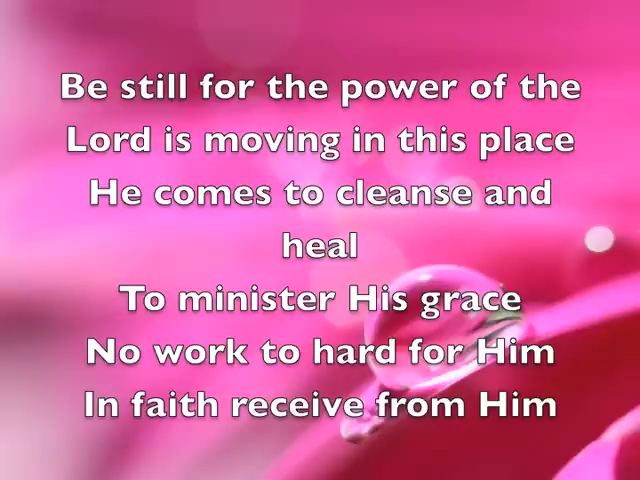 Be still for the power of the
Lord is moving in this place
He comes to cleanse and
heal
To minister His grace
No work to hard for Him
In faith receive from Him